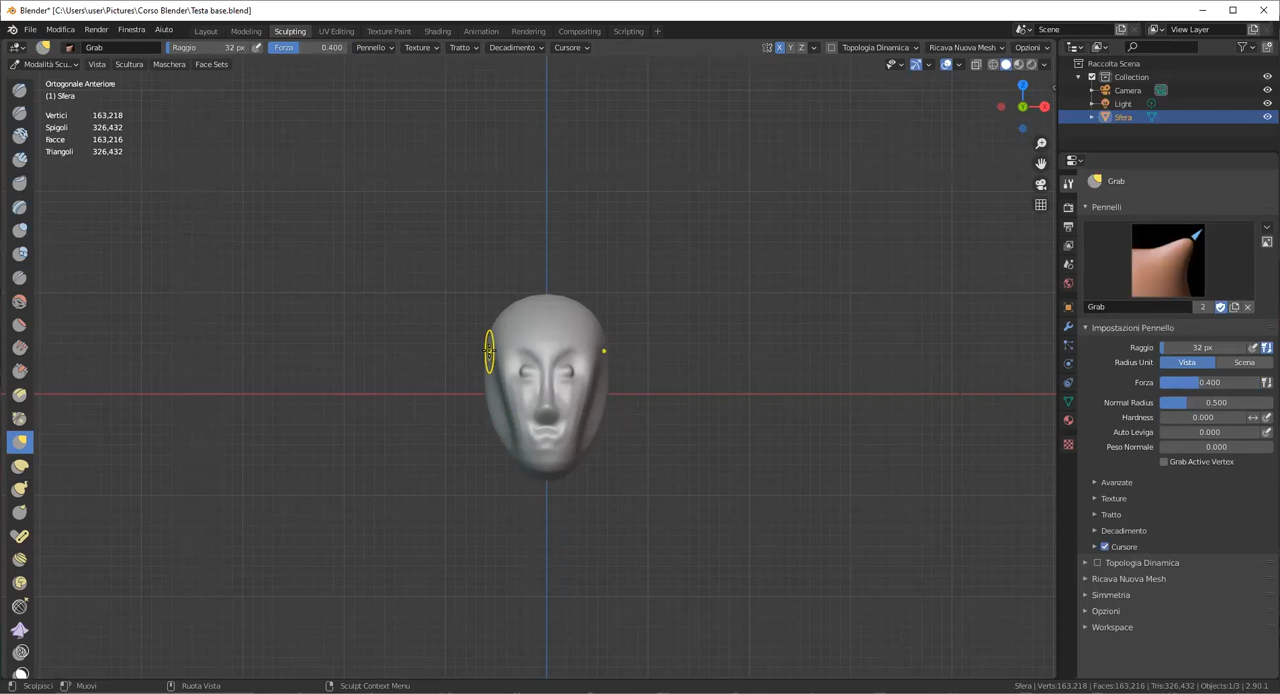 Blender* [C:\Users\user\Pictures\Corso Blender\Testa base.blend]
File Modifica Render Finestra Aiuto Layout Modeling Sculpting UV Editing Texture Paint Shading Animation Rendering Compositing Scripting + Scene View Layer
Grab Raggio 32 px Forza 0.400 Pennello Texture Tratto Decadimento Cursore X Y Z Topologia Dinamica Ricava Nuova Mesh Opzioni
Modalità Scu... Vista Scultura Maschera Face Sets
Raccolta Scena
Collection
Camera
Light
Sfera
Ortogonale Anteriore
(1) Sfera
Vertici 163,218
Spigoli 326,432
Facce 163,216
Triangoli 326,432
Z
Y
X
Grab
Pennelli
Grab 2
Impostazioni Pennello
Raggio 32 px
Radius Unit Vista Scena
Forza 0.400
Normal Radius 0.500
Hardness 0.000
Auto Leviga 0.000
Peso Normale 0.000
Grab Active Vertex
Avanzate
Texture
Tratto
Decadimento
Cursore
Topologia Dinamica
Ricava Nuova Mesh
Simmetria
Opzioni
Workspace
Scolpisci Muovi Ruota Vista Sculpt Context Menu Sfera | Verts:163,218 | Faces:163,216 | Tris:326,432 | Objects:1/3 | 2.90.1